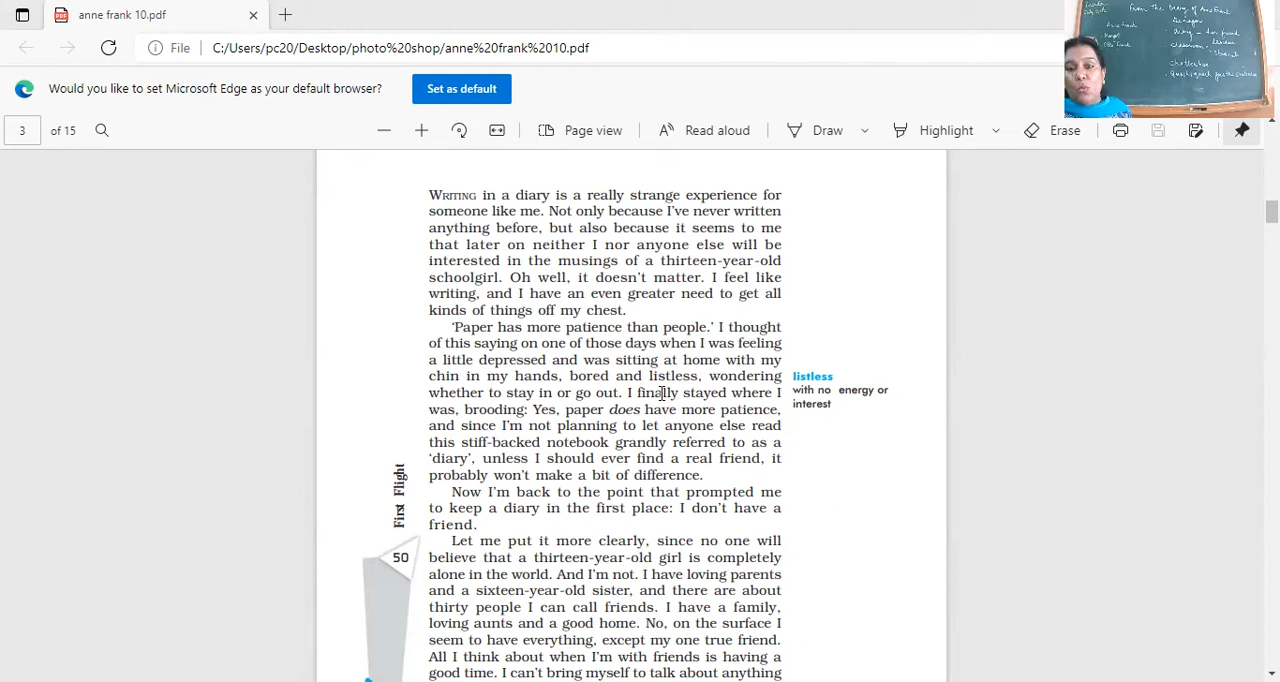 anne frank 10.pdf
File
C:/Users/pc20/Desktop/photo%20shop/anne%20frank%2010.pdf
Would you like to set Microsoft Edge as your default browser?
Set as default
3
of 15
Page view
Read aloud
Draw
Highlight
Erase
From the Diary of Anne Frank
WRITING in a diary is a really strange experience for
someone like me. Not only because I've never written
anything before, but also because it seems to me
that later on neither I nor anyone else will be
interested in the musings of a thirteen-year-old
schoolgirl. Oh well, it doesn't matter. I feel like
writing, and I have an even greater need to get all
kinds of things off my chest.
'Paper has more patience than people.' I thought
of this saying on one of those days when I was feeling
a little depressed and was sitting at home with my
chin in my hands, bored and listless, wondering
whether to stay in or go out. I finally stayed where I
was, brooding: Yes, paper does have more patience,
and since I'm not planning to let anyone else read
this stiff-backed notebook grandly referred to as a
'diary', unless I should ever find a real friend, it
probably won't make a bit of difference.
Now I'm back to the point that prompted me
to keep a diary in the first place: I don't have a
friend.
Let me put it more clearly, since no one will
believe that a thirteen-year-old girl is completely
alone in the world. And I'm not. I have loving parents
and a sixteen-year-old sister, and there are about
thirty people I can call friends. I have a family,
loving aunts and a good home. No, on the surface I
seem to have everything, except my one true friend.
All I think about when I'm with friends is having a
good time. I can't bring myself to talk about anything
listless
with no energy or
interest
First Flight
50